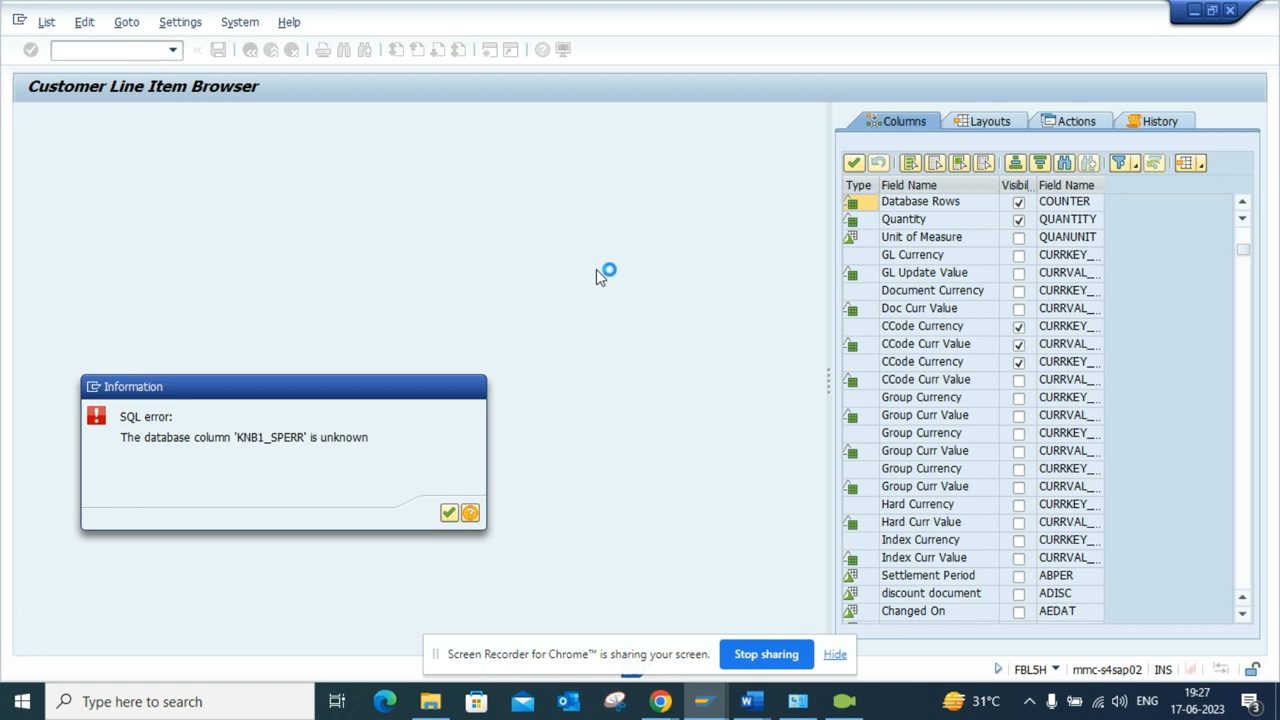 List Edit Goto Settings System Help
Customer Line Item Browser
Columns Layouts Actions History
Type Field Name Visibi... Field Name
Database Rows COUNTER
Quantity QUANTITY
Unit of Measure QUANUNIT
GL Currency CURRKEY_...
GL Update Value CURRVAL_...
Document Currency CURRKEY_...
Doc Curr Value CURRVAL_...
CCode Currency CURRKEY_...
CCode Curr Value CURRVAL_...
CCode Currency CURRKEY_...
CCode Curr Value CURRVAL_...
Group Currency CURRKEY_...
Group Curr Value CURRVAL_...
Group Currency CURRKEY_...
Group Curr Value CURRVAL_...
Group Currency CURRKEY_...
Group Curr Value CURRVAL_...
Hard Currency CURRKEY_...
Hard Curr Value CURRVAL_...
Index Currency CURRKEY_...
Index Curr Value CURRVAL_...
Settlement Period ABPER
discount document ADISC
Changed On AEDAT
Information
SQL error:
The database column 'KNB1_SPERR' is unknown
Screen Recorder for Chrome™ is sharing your screen. Stop sharing Hide
FBL5H mmc-s4sap02 INS
Type here to search
31°C
ENG
19:27
17-06-2023
3